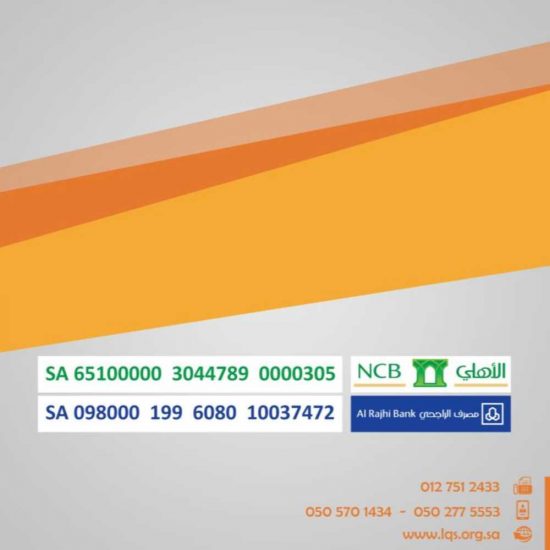 SA 65100000 3044789 0000305 NCB الأهلي
SA 098000 199 6080 10037472 Al Rajhi Bank مصرف الراجحي
012 751 2433
050 570 1434 - 050 277 5553
www.lqs.org.sa